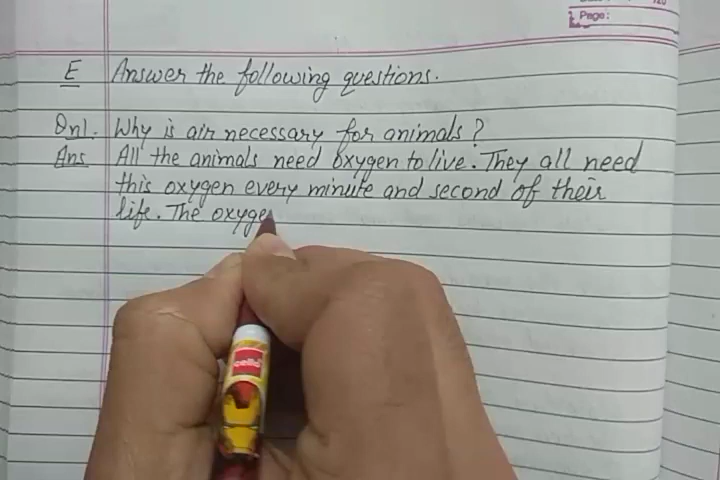 Page:
E Answer the following questions.
Qn1. Why is air necessary for animals?
Ans All the animals need oxygen to live. They all need
this oxygen every minute and second of their
life. The oxyge
cello